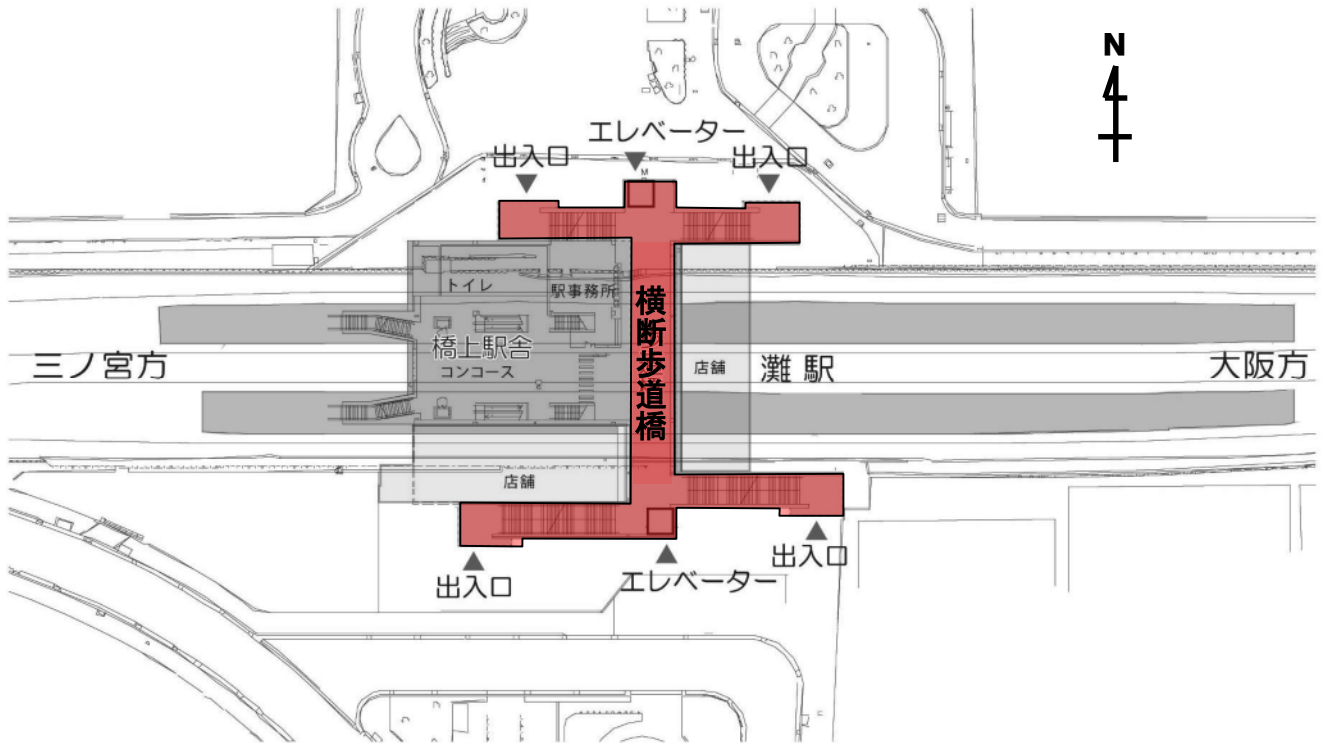 N
エレベーター
出入口
出入口
M
トイレ
駅事務所
横断歩道橋
三ノ宮方
橋上駅舎
コンコース
店舗
灘駅
大阪方
店舗
出入口
エレベーター
出入口